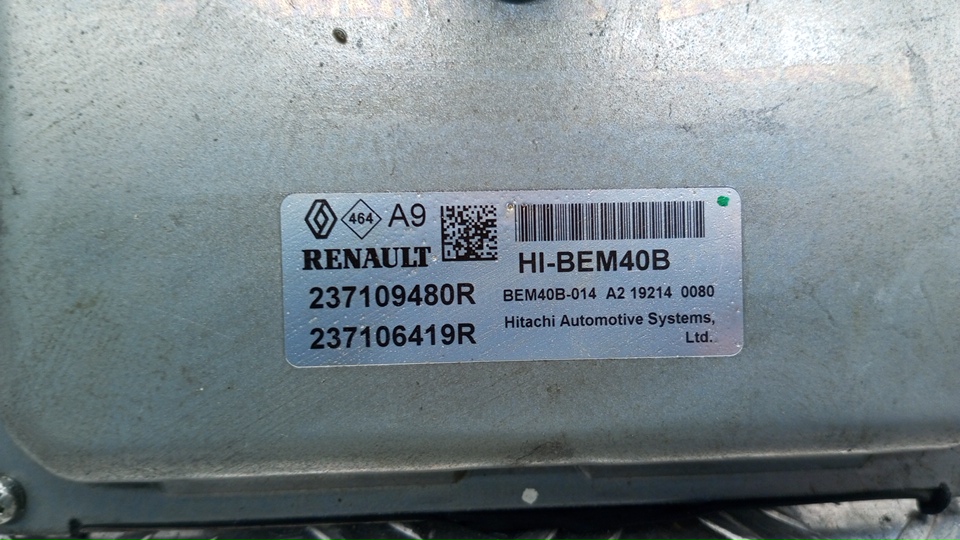 464 A9
RENAULT
237109480R
237106419R
HI-BEM40B
BEM40B-014 A2 19214 0080
Hitachi Automotive Systems,
Ltd.